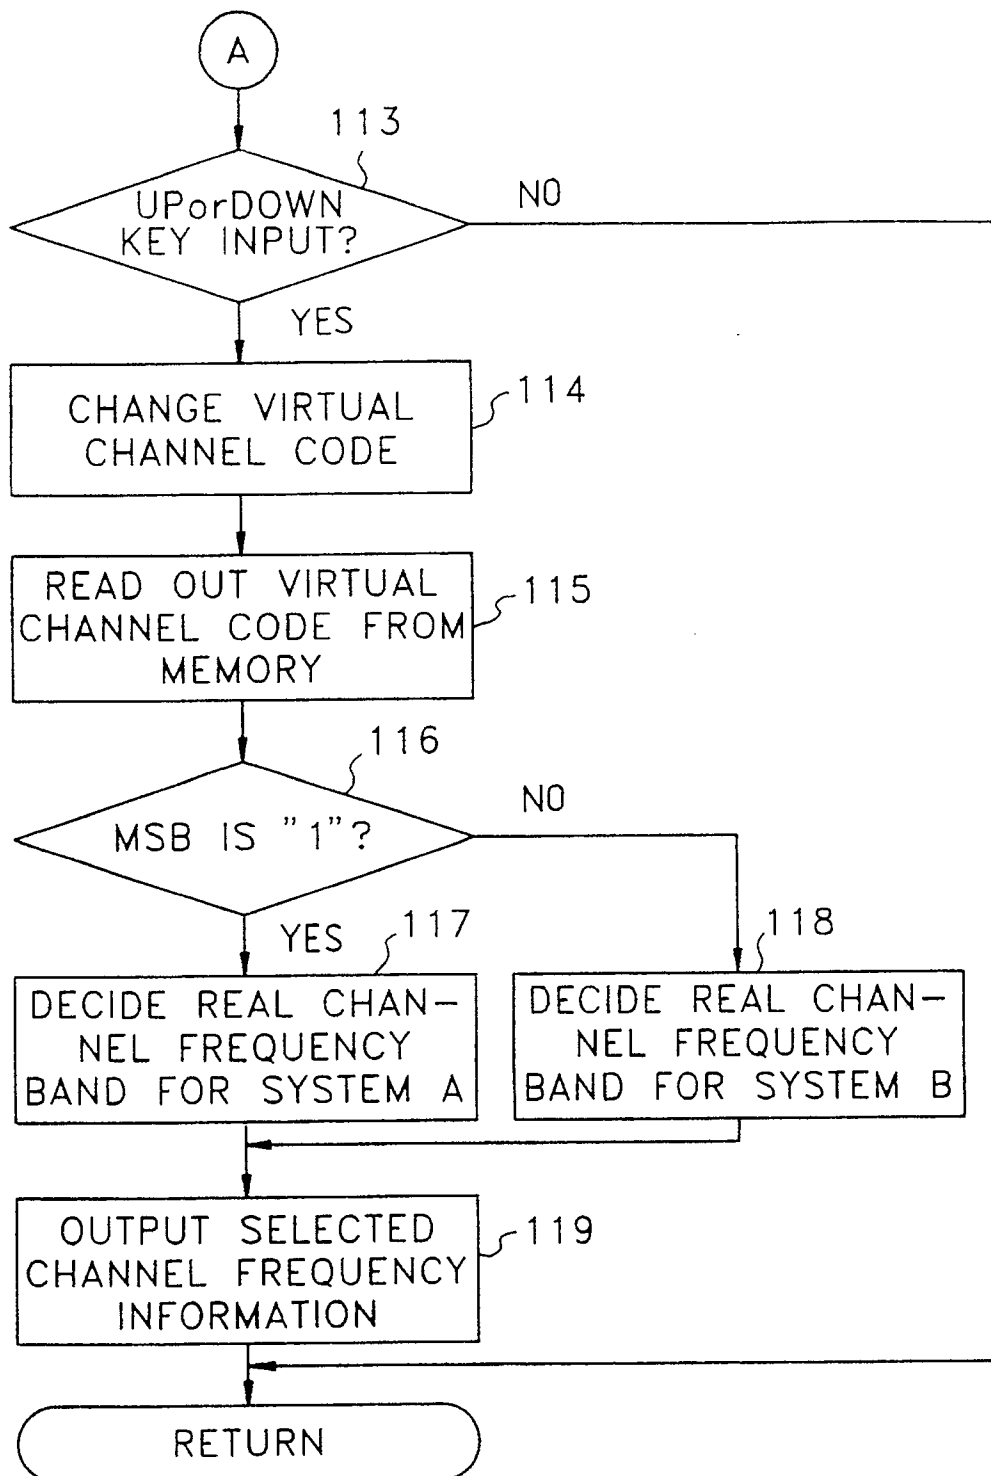 A
113
UPorDOWN
KEY INPUT?
NO
YES
CHANGE VIRTUAL
CHANNEL CODE
114
READ OUT VIRTUAL
CHANNEL CODE FROM
MEMORY
115
116
MSB IS "1"?
NO
YES
117
118
DECIDE REAL CHAN-
NEL FREQUENCY
BAND FOR SYSTEM A
DECIDE REAL CHAN-
NEL FREQUENCY
BAND FOR SYSTEM B
OUTPUT SELECTED
CHANNEL FREQUENCY
INFORMATION
119
RETURN